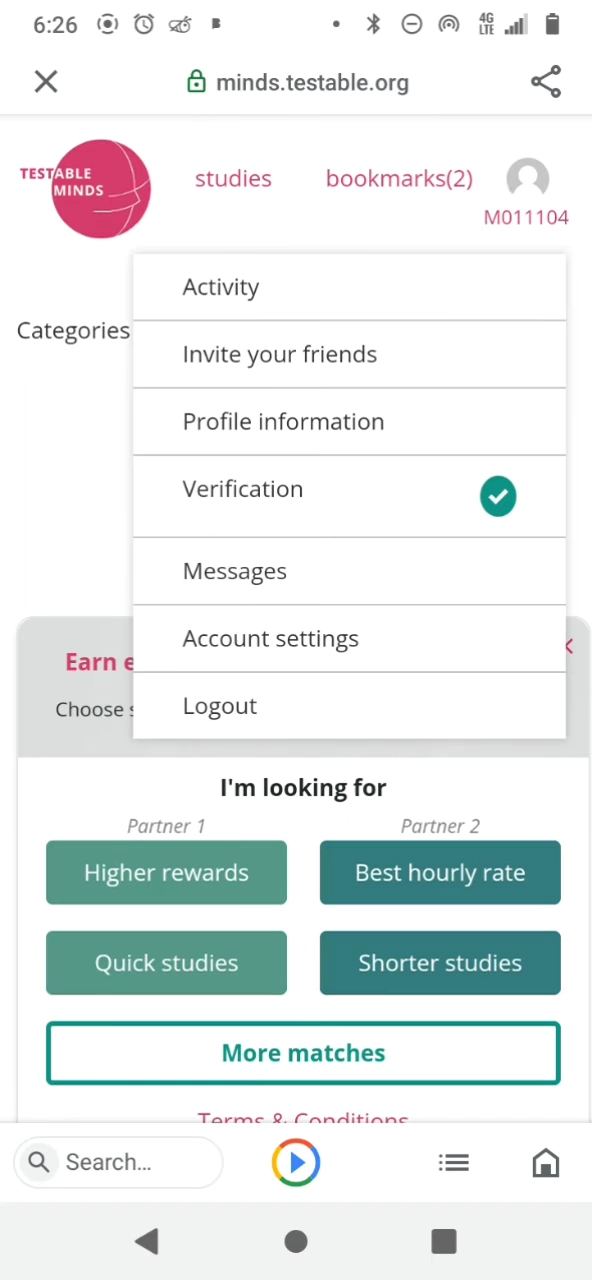 6:26
4G
LTE
minds.testable.org
TESTABLE
MINDS
studies
bookmarks(2)
M011104
Activity
Categories
Invite your friends
Profile information
Verification
Messages
Account settings
Earn e
Choose s
Logout
I'm looking for
Partner 1
Partner 2
Higher rewards
Best hourly rate
Quick studies
Shorter studies
More matches
Terms & Conditions
Search...